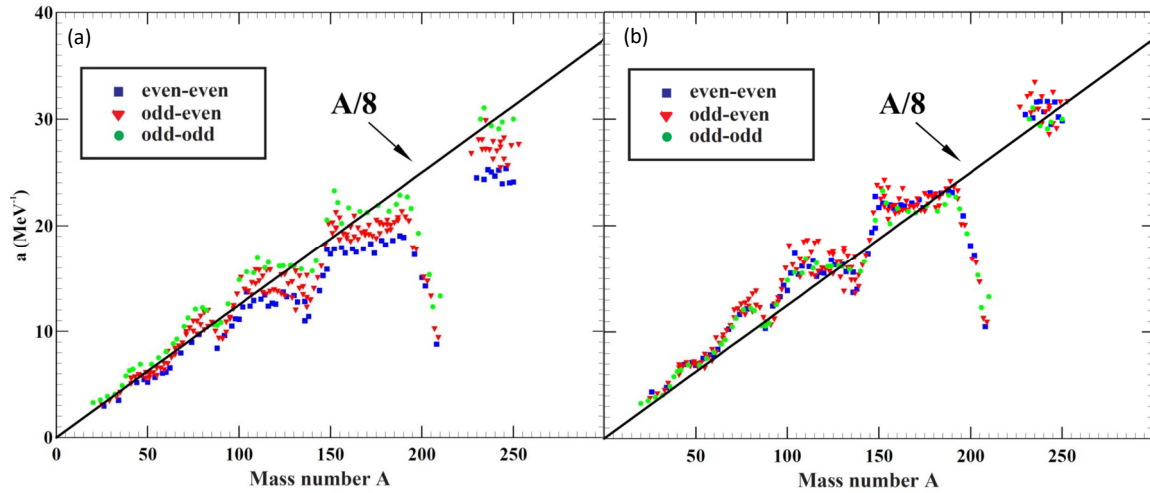 (a)
even-even
odd-even
odd-odd
A/8
40
30
20
10
0
a (MeV⁻¹)
0
50
100
150
200
250
Mass number A
(b)
even-even
odd-even
odd-odd
A/8
50
100
150
200
250
Mass number A